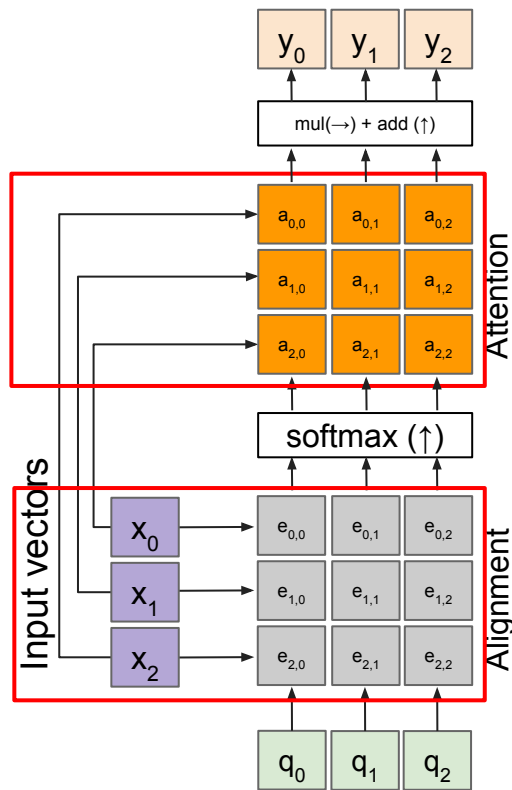 y0 y1 y2
mul(→) + add (↑)
a0,0 a0,1 a0,2
a1,0 a1,1 a1,2
a2,0 a2,1 a2,2
Attention
softmax (↑)
Input vectors
x0 e0,0 e0,1 e0,2
x1 e1,0 e1,1 e1,2
x2 e2,0 e2,1 e2,2
Alignment
q0 q1 q2